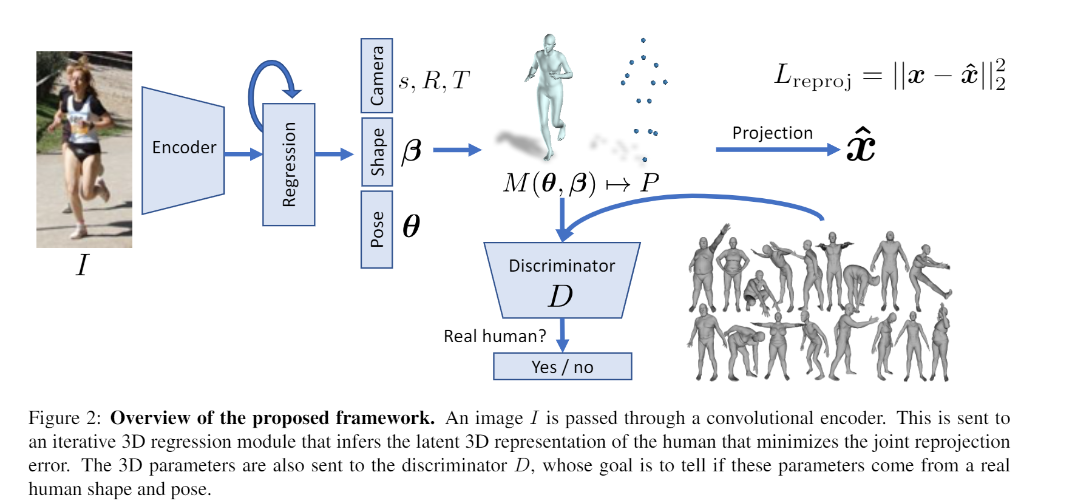 Camera
s, R, T
L_reproj = ||x − x̂||²₂
Encoder
Regression
Shape
β
Projection
x̂
M(θ, β) ↦ P
Pose
θ
I
Discriminator
D
Real human?
Yes / no
Figure 2: Overview of the proposed framework. An image I is passed through a convolutional encoder. This is sent to
an iterative 3D regression module that infers the latent 3D representation of the human that minimizes the joint reprojection
error. The 3D parameters are also sent to the discriminator D, whose goal is to tell if these parameters come from a real
human shape and pose.